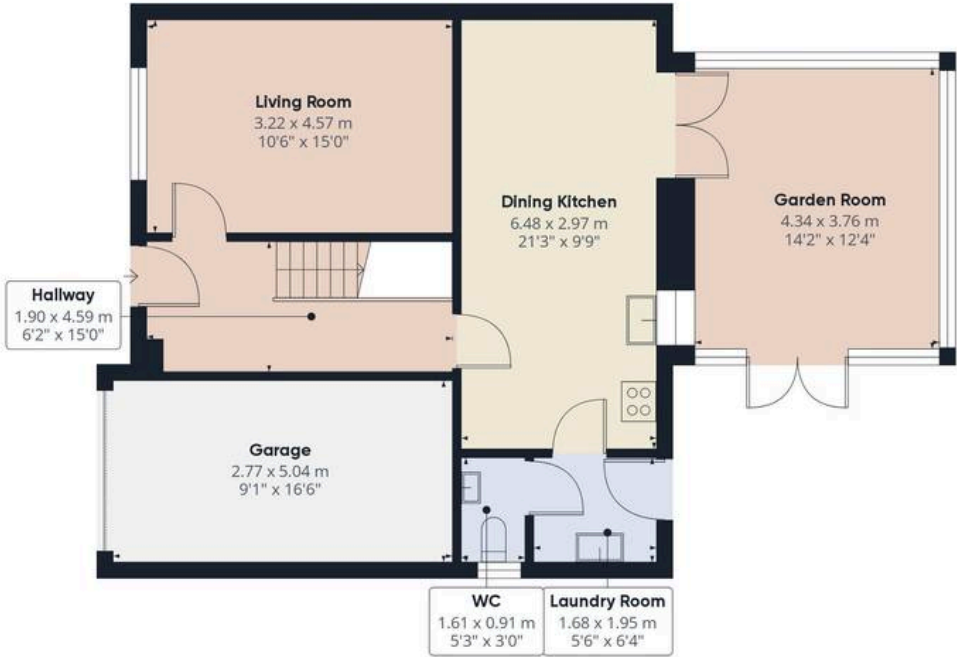 Living Room
3.22 x 4.57 m
10'6" x 15'0"
Dining Kitchen
6.48 x 2.97 m
21'3" x 9'9"
Garden Room
4.34 x 3.76 m
14'2" x 12'4"
Hallway
1.90 x 4.59 m
6'2" x 15'0"
Garage
2.77 x 5.04 m
9'1" x 16'6"
WC
1.61 x 0.91 m
5'3" x 3'0"
Laundry Room
1.68 x 1.95 m
5'6" x 6'4"